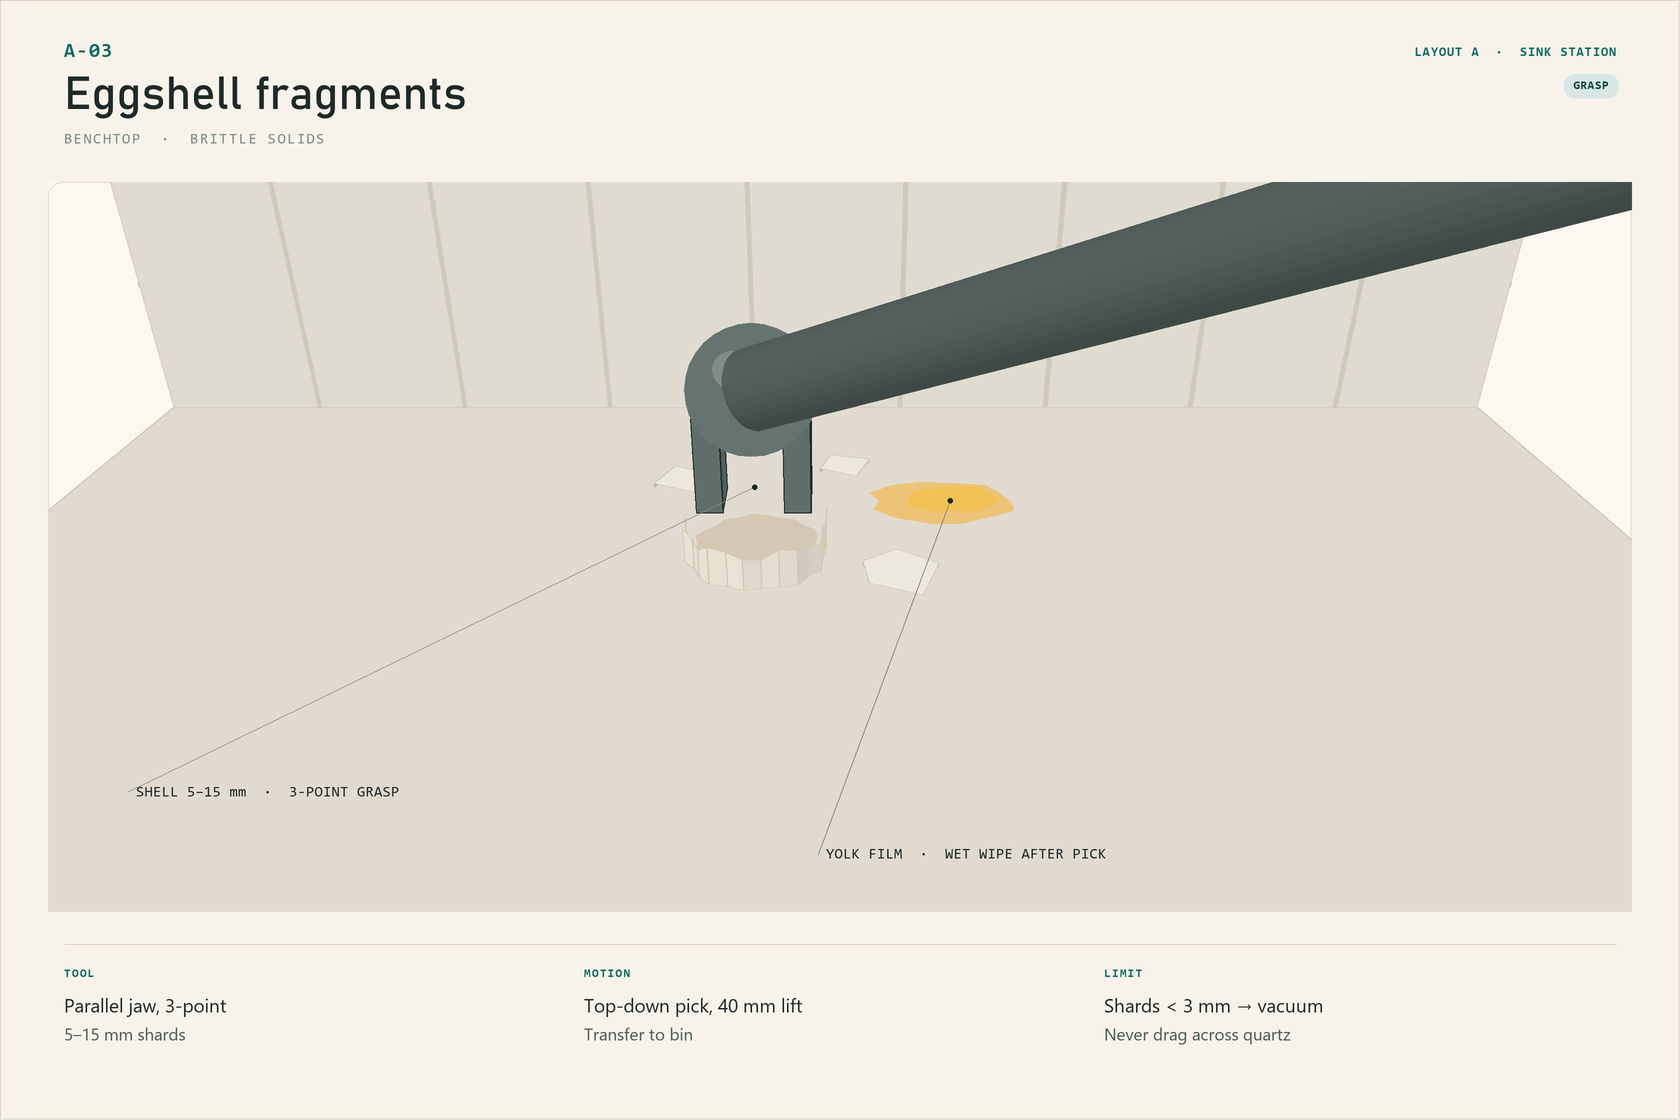 A-03
LAYOUT A · SINK STATION
Eggshell fragments
GRASP
BENCHTOP · BRITTLE SOLIDS
SHELL 5–15 mm · 3-POINT GRASP
YOLK FILM · WET WIPE AFTER PICK
TOOL
Parallel jaw, 3-point
5–15 mm shards
MOTION
Top-down pick, 40 mm lift
Transfer to bin
LIMIT
Shards < 3 mm → vacuum
Never drag across quartz